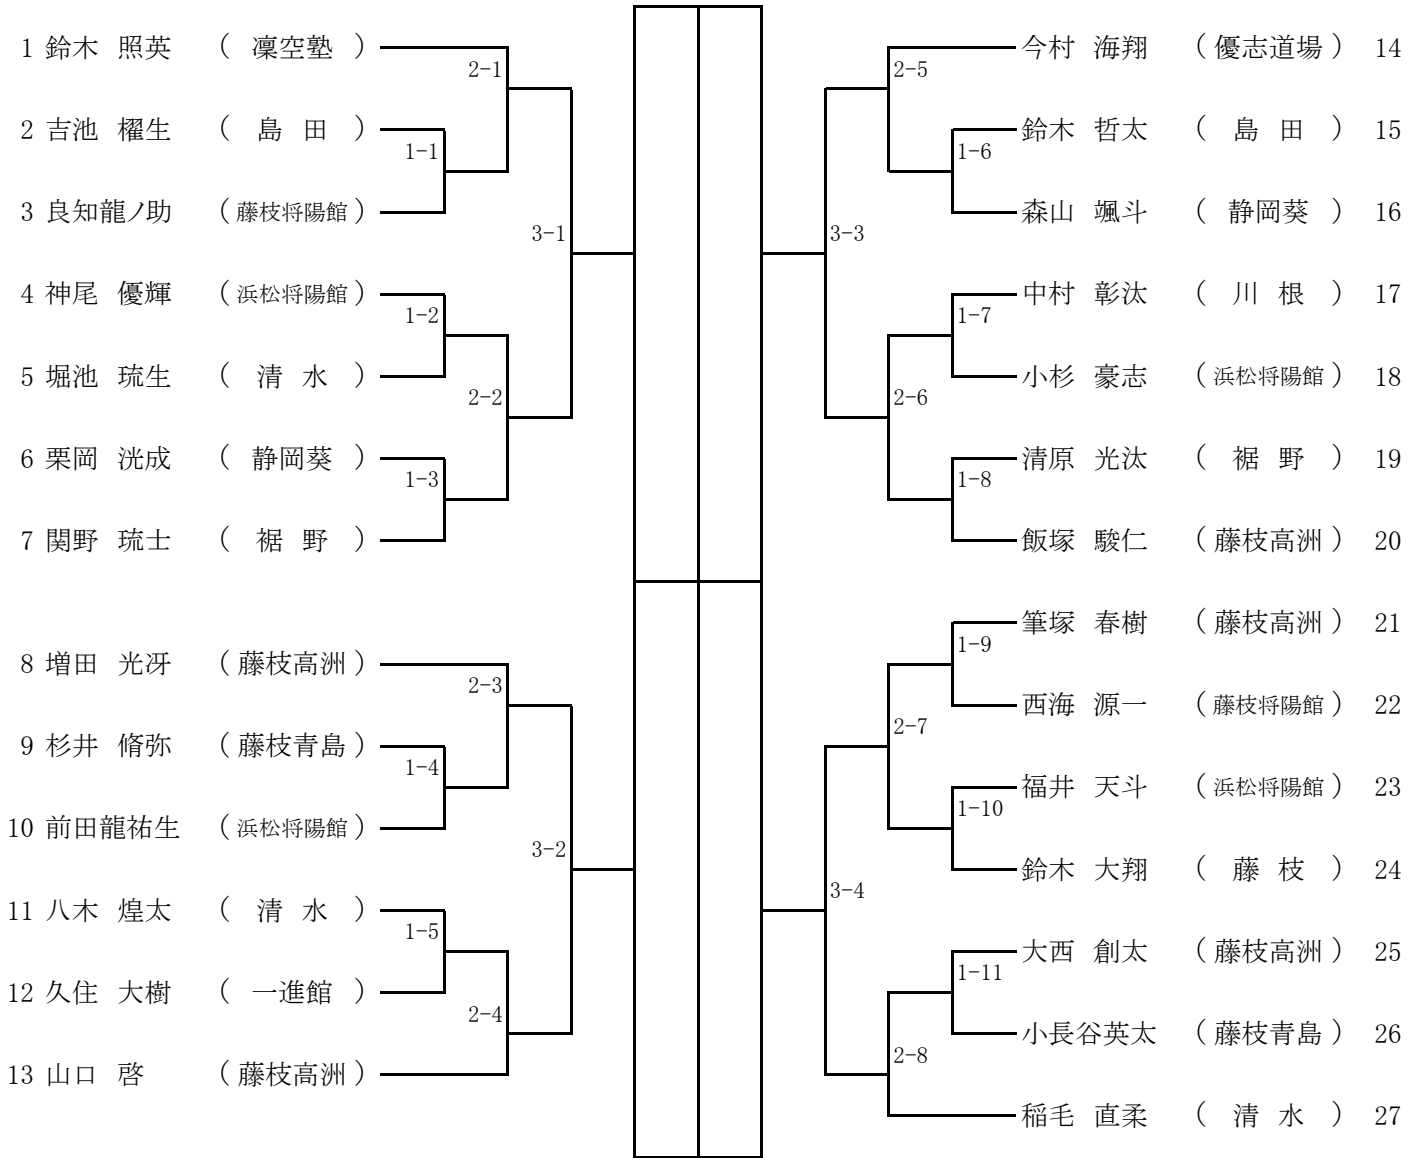 1 鈴木 照英 （ 凜空塾 ）
2-1
2 吉池 櫂生 （ 島 田 ）
1-1
3 良知龍ノ助 （藤枝将陽館）
3-1
4 神尾 優輝 （浜松将陽館）
1-2
5 堀池 琉生 （ 清 水 ）
2-2
6 栗岡 洸成 （ 静岡葵 ）
1-3
7 関野 琉士 （ 裾 野 ）
8 増田 光冴 （藤枝高洲）
2-3
9 杉井 脩弥 （藤枝青島）
1-4
10 前田龍祐生 （浜松将陽館）
3-2
11 八木 煌太 （ 清 水 ）
1-5
12 久住 大樹 （ 一進館 ）
2-4
13 山口 啓 （藤枝高洲）
今村 海翔 （優志道場） 14
2-5
鈴木 哲太 （ 島 田 ） 15
1-6
森山 颯斗 （ 静岡葵 ） 16
3-3
中村 彰汰 （ 川 根 ） 17
1-7
小杉 豪志 （浜松将陽館） 18
2-6
清原 光汰 （ 裾 野 ） 19
1-8
飯塚 駿仁 （藤枝高洲） 20
筆塚 春樹 （藤枝高洲） 21
1-9
西海 源一 （藤枝将陽館） 22
2-7
福井 天斗 （浜松将陽館） 23
1-10
鈴木 大翔 （ 藤 枝 ） 24
3-4
大西 創太 （藤枝高洲） 25
1-11
小長谷英太 （藤枝青島） 26
2-8
稲毛 直柔 （ 清 水 ） 27